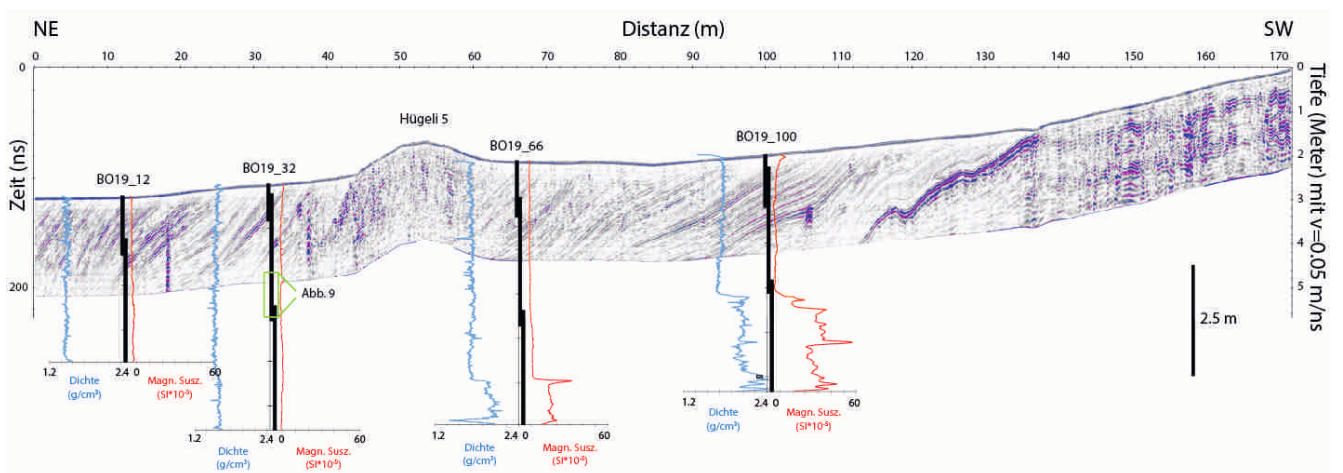 NE Distanz (m) SW
0 10 20 30 40 50 60 70 80 90 100 110 120 130 140 150 160 170
0 0
1
Hügeli 5
BO19_66 BO19_100
2
BO19_12 BO19_32
3
4
200 Abb. 9 5
Zeit (ns)
Tiefe (Meter) mit v=0.05 m/ns
2.5 m
1.2 2.4 0 60
Dichte (g/cm³) Magn. Susz. (SI*10⁻⁵)
1.2 2.4 0 60
Dichte (g/cm³) Magn. Susz. (SI*10⁻⁵)
1.2 2.4 0 60
Dichte (g/cm³) Magn. Susz. (SI*10⁻⁵)
1.2 2.4 0 60
Dichte (g/cm³) Magn. Susz. (SI*10⁻⁵)